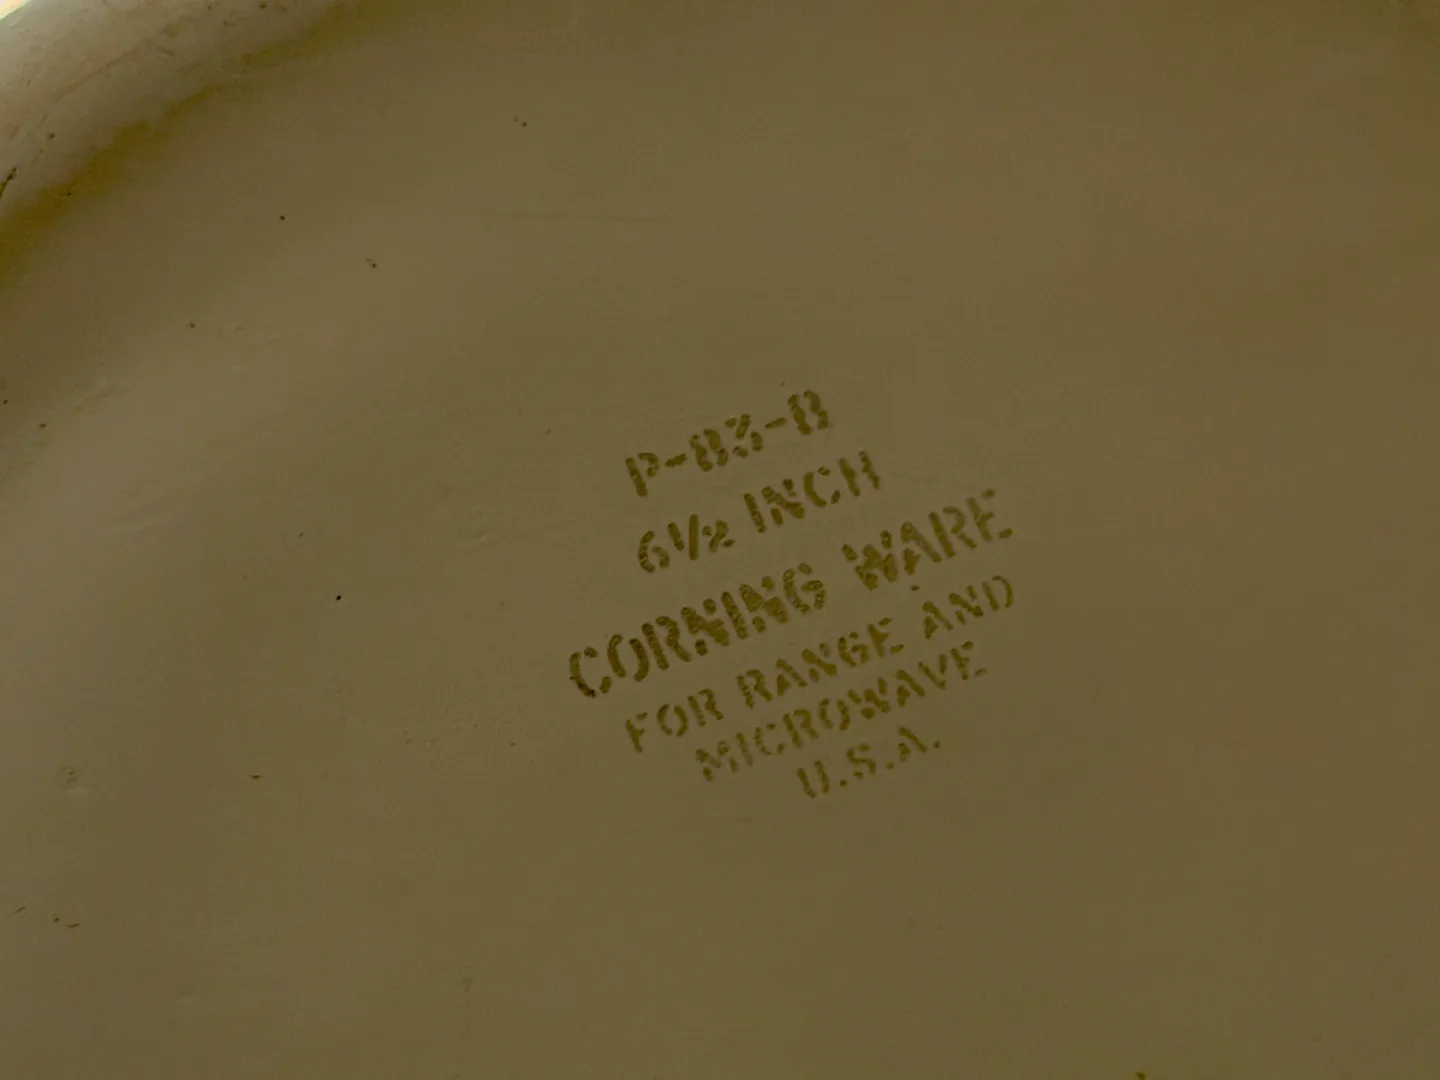 P-83-B
6½ INCH
CORNING WARE
FOR RANGE AND
MICROWAVE
U.S.A.